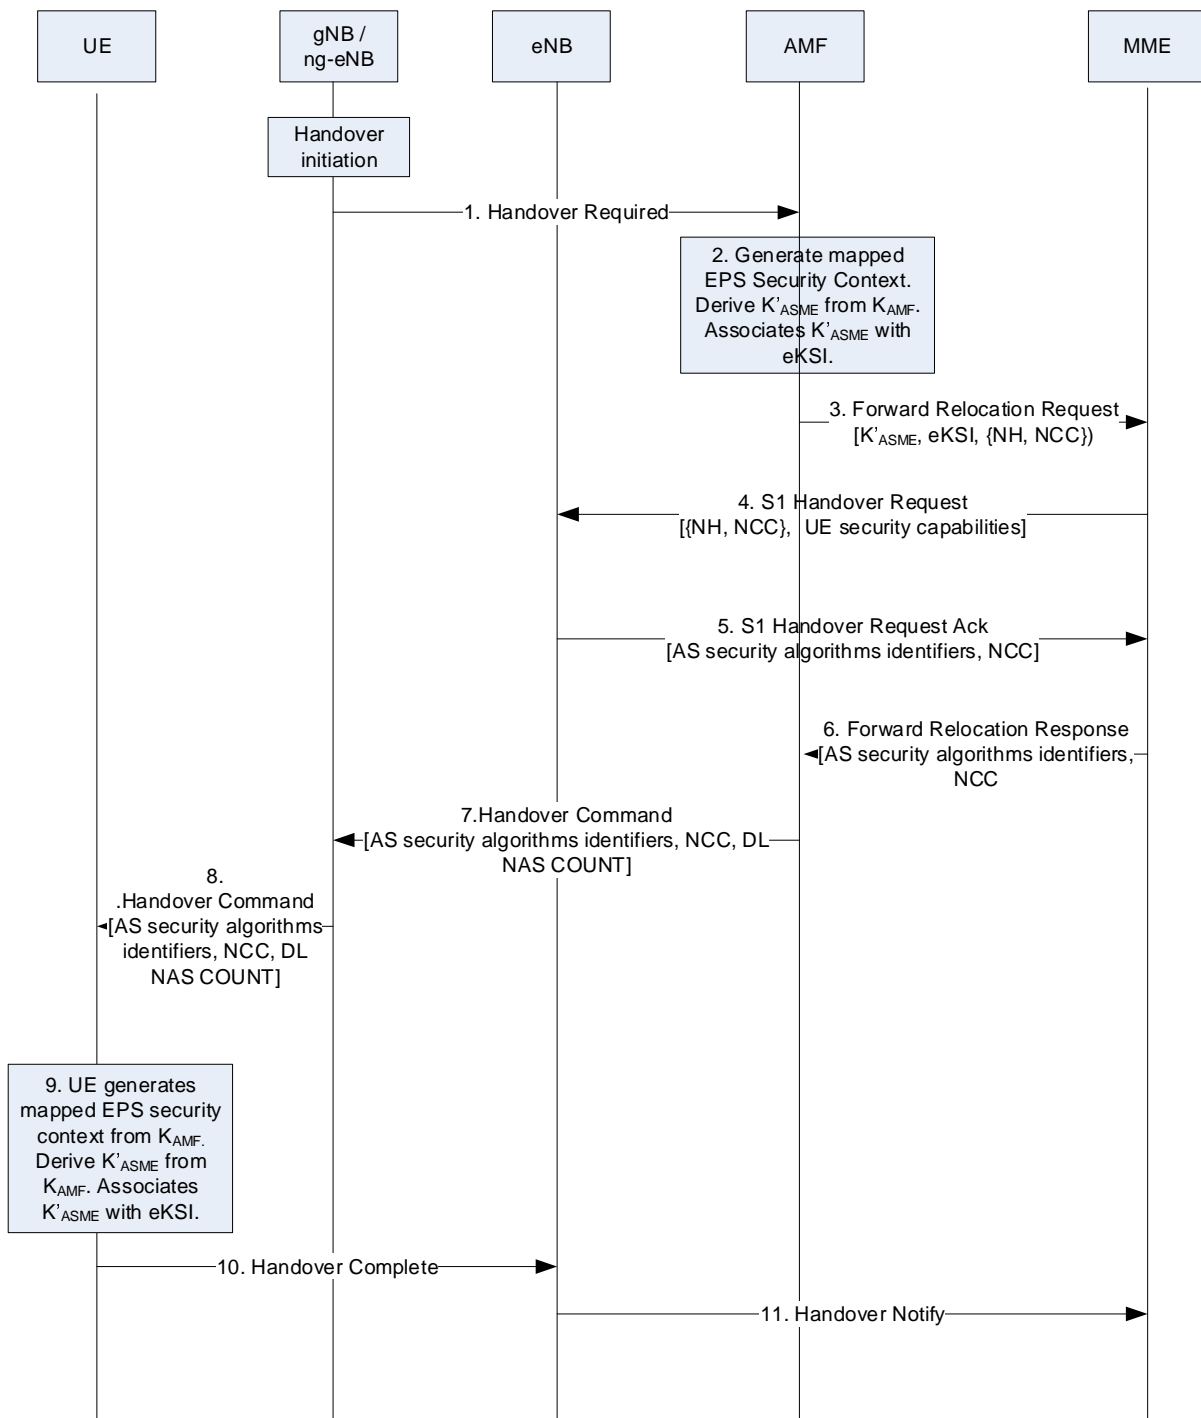 UE
gNB /
ng-eNB
eNB
AMF
MME
Handover
initiation
1. Handover Required
2. Generate mapped
EPS Security Context.
Derive K’ASME from KAMF.
Associates K’ASME with
eKSI.
3. Forward Relocation Request
[K’ASME, eKSI, {NH, NCC})
4. S1 Handover Request
[{NH, NCC}, UE security capabilities]
5. S1 Handover Request Ack
[AS security algorithms identifiers, NCC]
6. Forward Relocation Response
[AS security algorithms identifiers,
NCC
7.Handover Command
[AS security algorithms identifiers, NCC, DL
NAS COUNT]
8.
.Handover Command
[AS security algorithms
identifiers, NCC, DL
NAS COUNT]
9. UE generates
mapped EPS security
context from KAMF.
Derive K’ASME from
KAMF. Associates
K’ASME with eKSI.
10. Handover Complete
11. Handover Notify